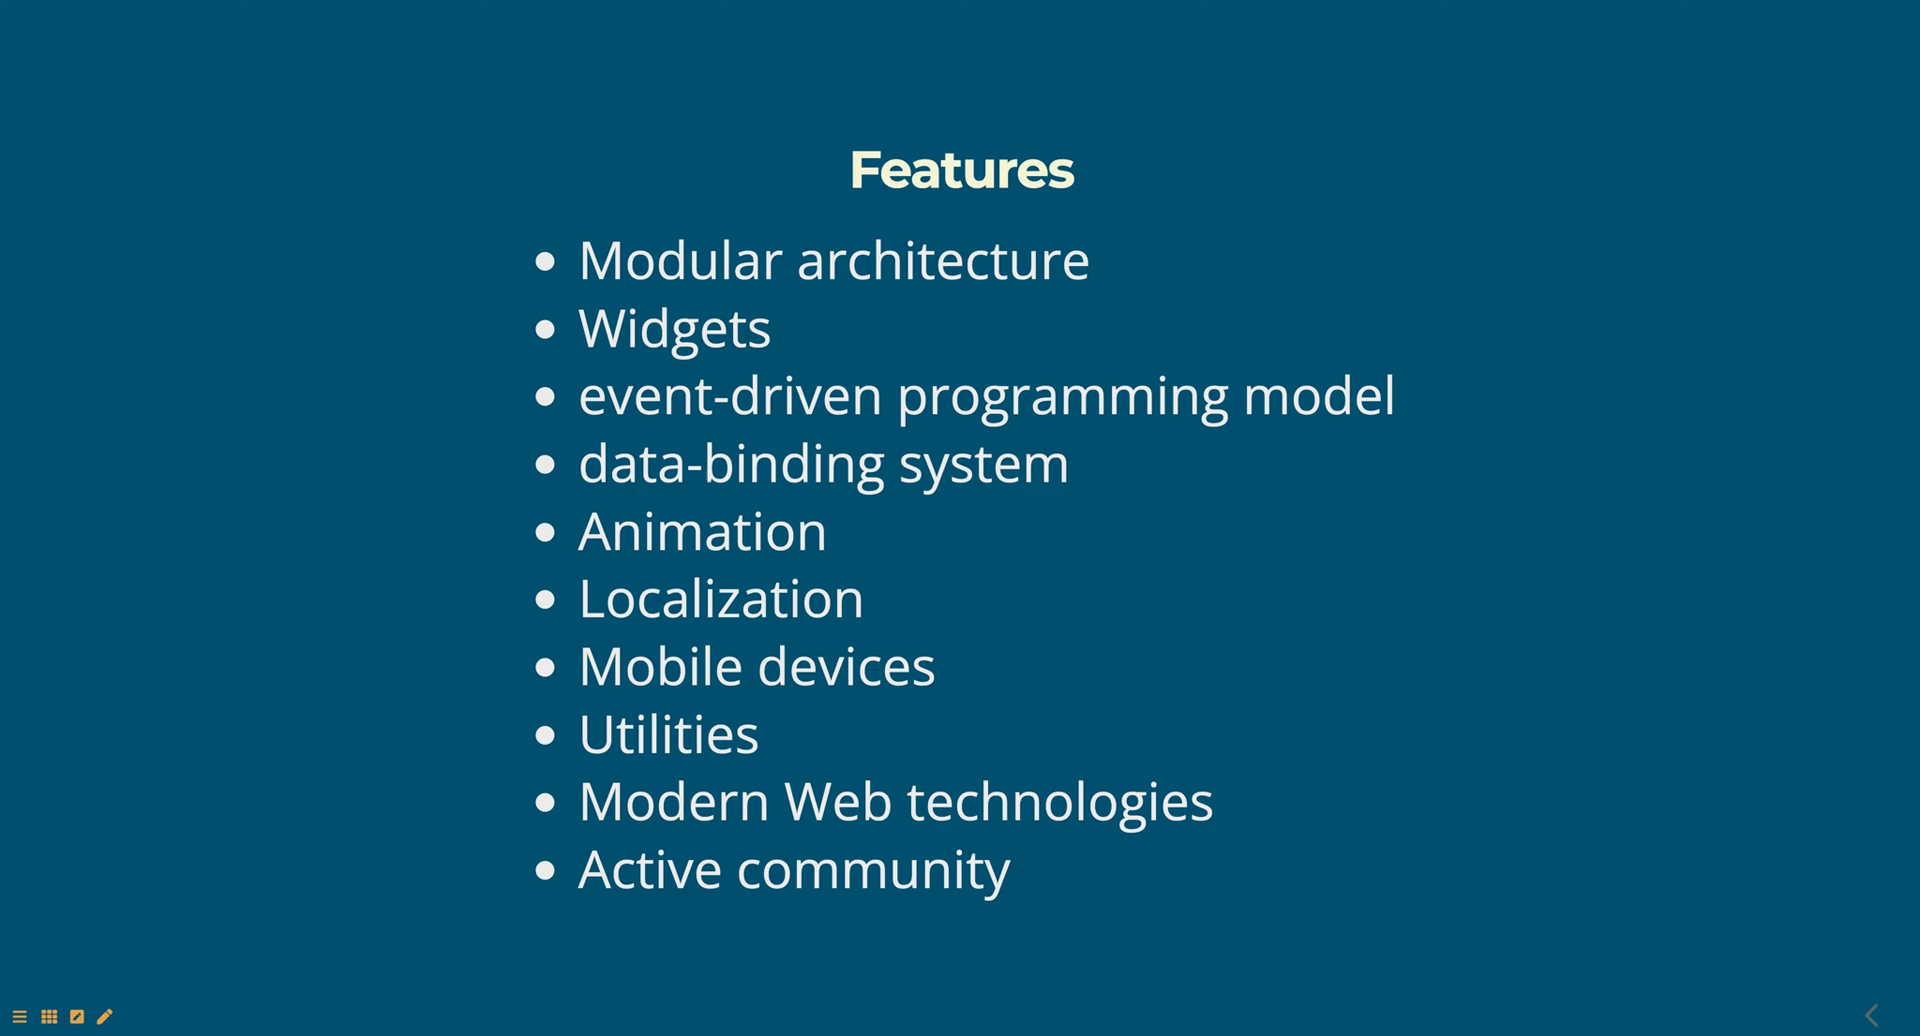 Features
Modular architecture
Widgets
event-driven programming model
data-binding system
Animation
Localization
Mobile devices
Utilities
Modern Web technologies
Active community